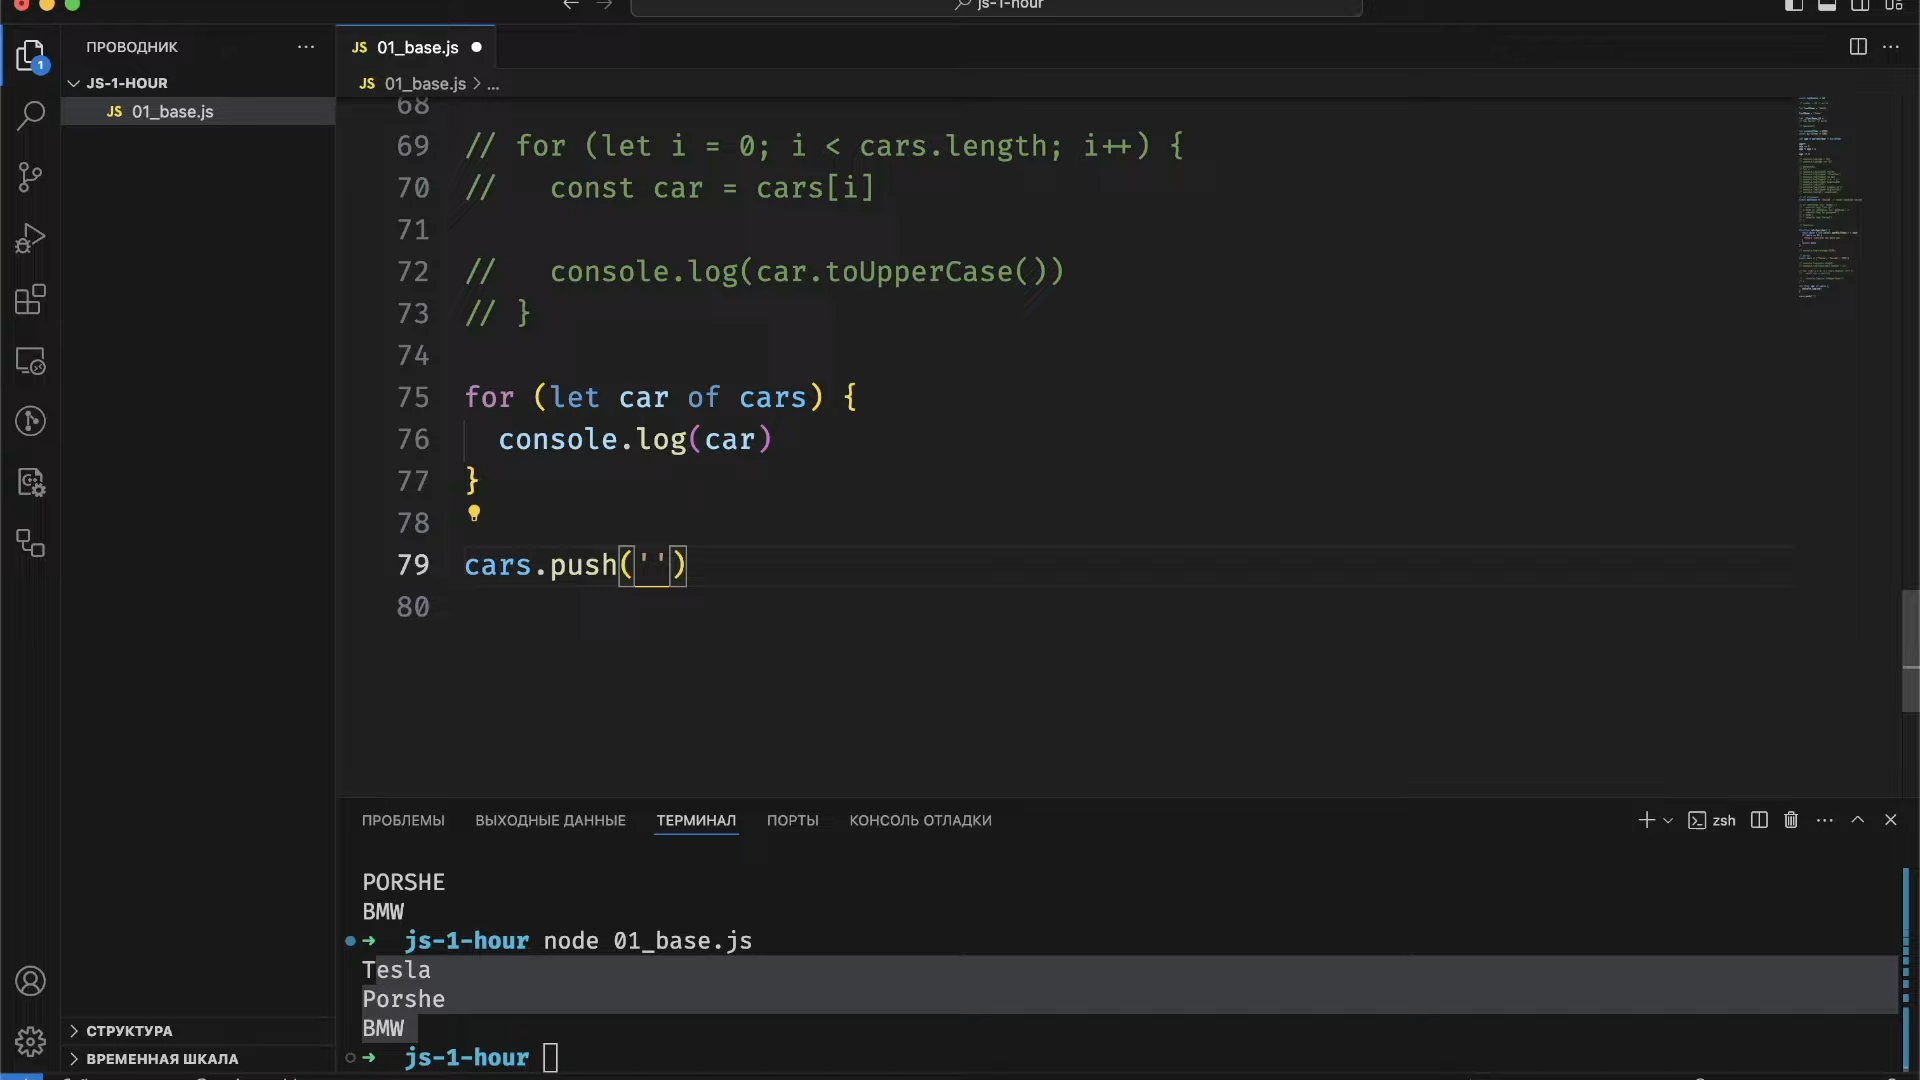 js-1-hour
ПРОВОДНИК
JS 01_base.js
1
JS-1-HOUR
JS 01_base.js > ...
JS 01_base.js
68
69 // for (let i = 0; i < cars.length; i++) {
70 //   const car = cars[i]
71
72 //   console.log(car.toUpperCase())
73 // }
74
75 for (let car of cars) {
76   console.log(car)
77 }
78
79 cars.push('')
80
ПРОБЛЕМЫ ВЫХОДНЫЕ ДАННЫЕ ТЕРМИНАЛ ПОРТЫ КОНСОЛЬ ОТЛАДКИ zsh
PORSHE
BMW
➜ js-1-hour node 01_base.js
Tesla
Porshe
BMW
➜ js-1-hour
СТРУКТУРА
ВРЕМЕННАЯ ШКАЛА